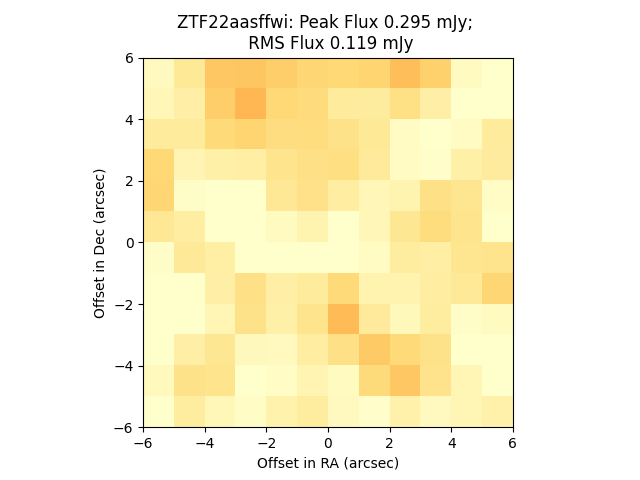 ZTF22aasffwi: Peak Flux 0.295 mJy;
RMS Flux 0.119 mJy
6
4
2
0
−2
−4
−6
Offset in Dec (arcsec)
−6 −4 −2 0 2 4 6
Offset in RA (arcsec)